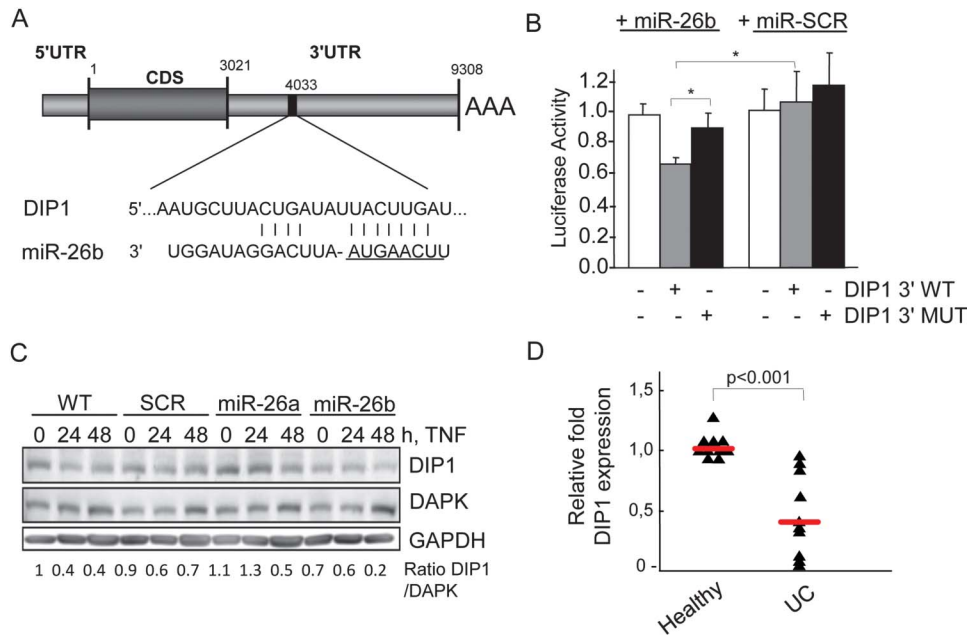 A
5'UTR 3'UTR
1 CDS 3021 4033 9308
AAA
DIP1 5'...AAUGCUUACUGAUAUUACUUGAU...
miR-26b 3' UGGAUAGGACUUA- AUGAACUU
B
+ miR-26b + miR-SCR
* *
Luciferase Activity
1.2
1.0
0.8
0.6
0.4
0.2
0.0
- + - - + - DIP1 3' WT
- - + - - + DIP1 3' MUT
C
WT SCR miR-26a miR-26b
0 24 48 0 24 48 0 24 48 0 24 48 h, TNF
DIP1
DAPK
GAPDH
1 0.4 0.4 0.9 0.6 0.7 1.1 1.3 0.5 0.7 0.6 0.2 Ratio DIP1
/DAPK
D
p<0.001
Relative fold
DIP1 expression
1,5
1.0
0.5
0
Healthy
UC